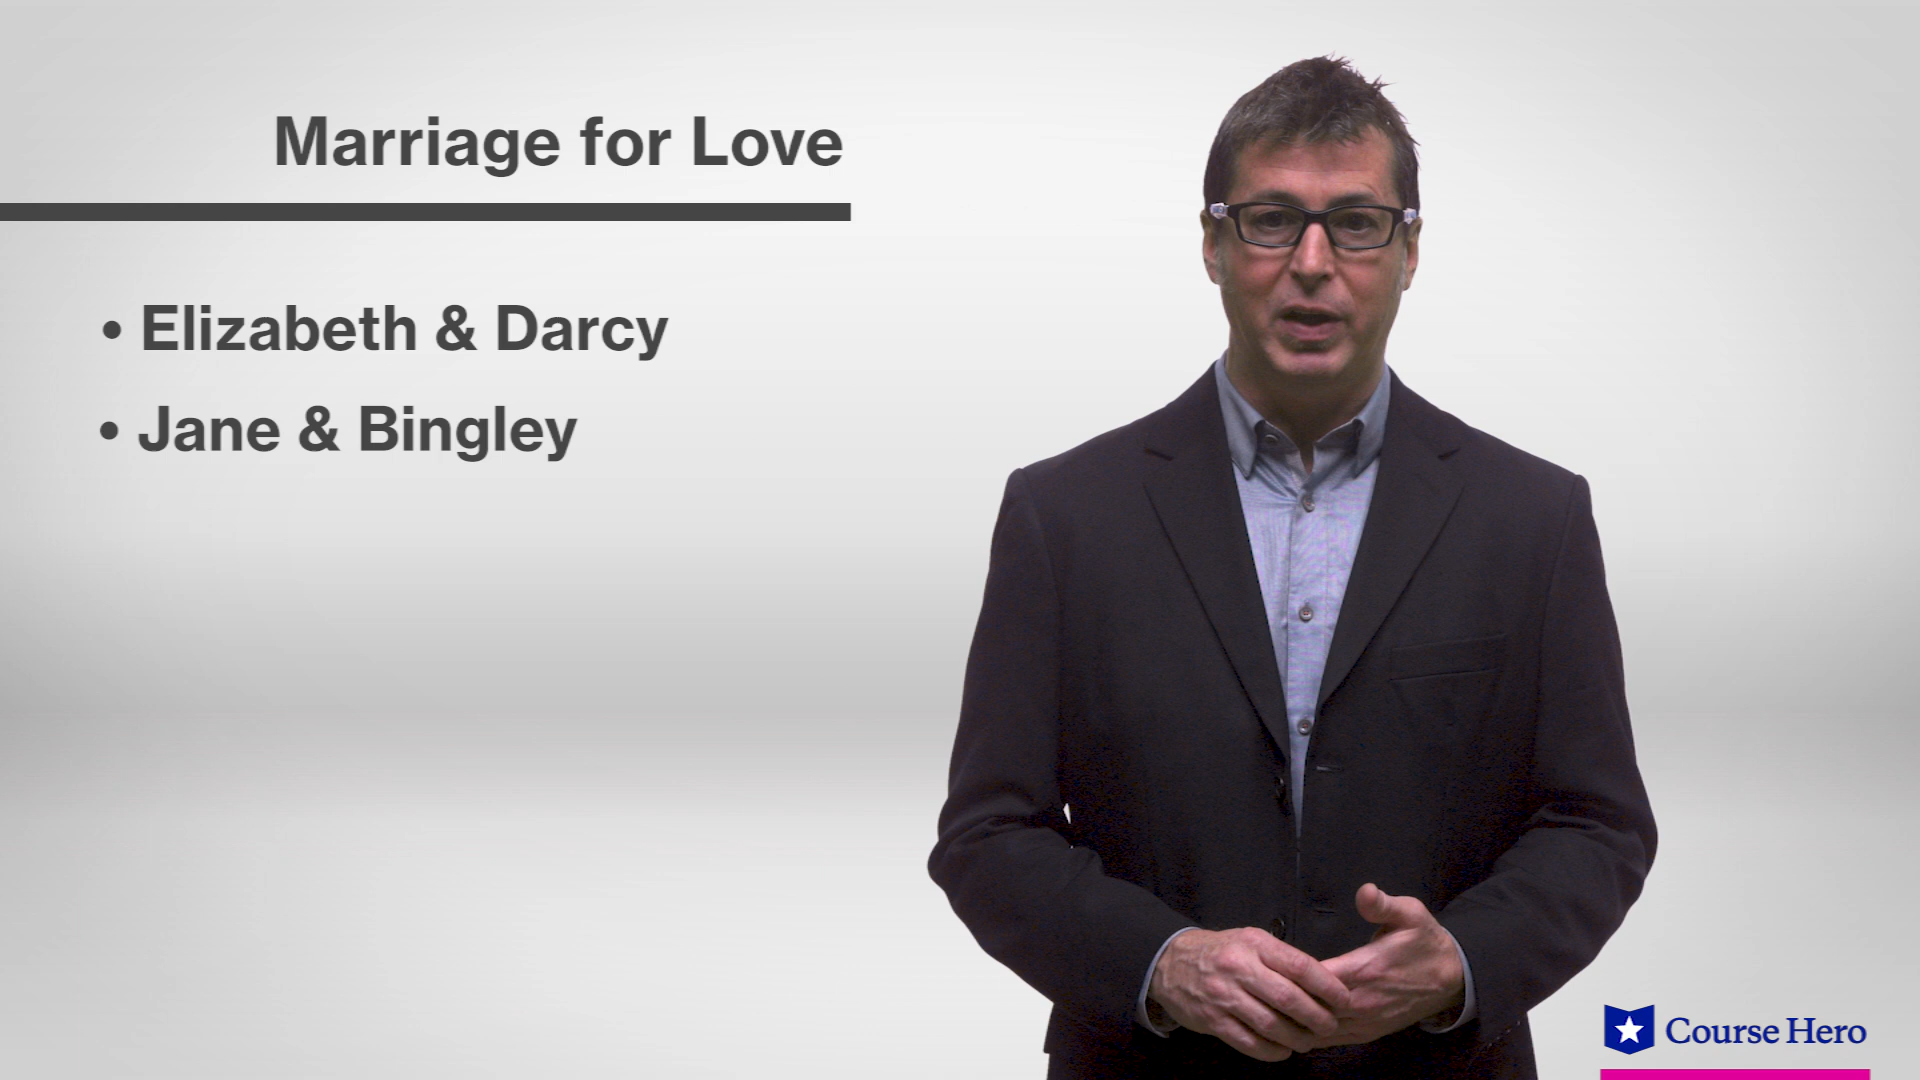 Marriage for Love
• Elizabeth & Darcy
• Jane & Bingley
Course Hero